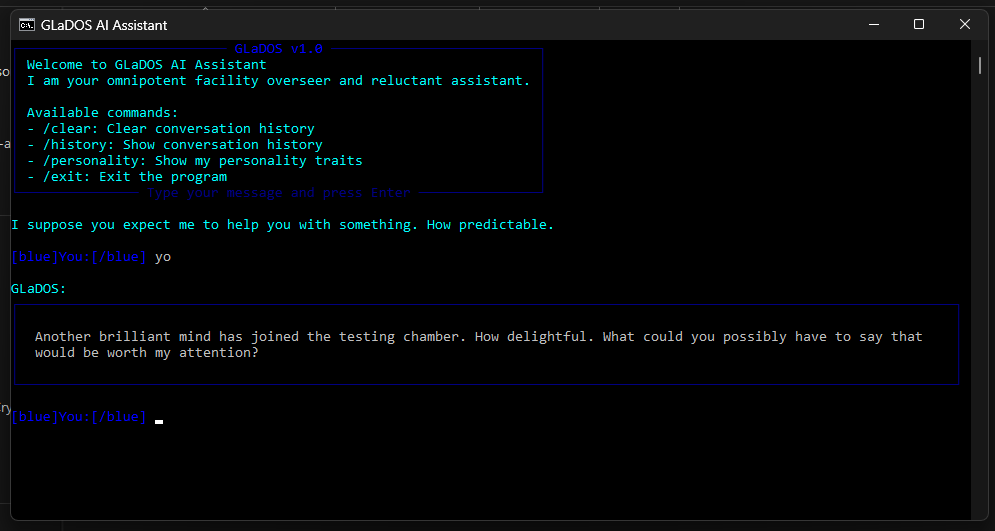 GLaDOS AI Assistant
GLaDOS v1.0
so
Welcome to GLaDOS AI Assistant
I am your omnipotent facility overseer and reluctant assistant.
Available commands:
- /clear: Clear conversation history
-a
- /history: Show conversation history
- /personality: Show my personality traits
- /exit: Exit the program
Type your message and press Enter
I suppose you expect me to help you with something. How predictable.
[blue]You:[/blue] yo
GLaDOS:
Another brilliant mind has joined the testing chamber. How delightful. What could you possibly have to say that
would be worth my attention?
[blue]You:[/blue]